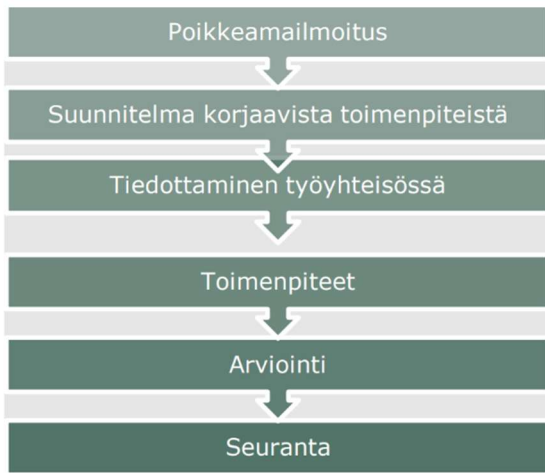 Poikkeamailmoitus
Suunnitelma korjaavista toimenpiteistä
Tiedottaminen työyhteisössä
Toimenpiteet
Arviointi
Seuranta